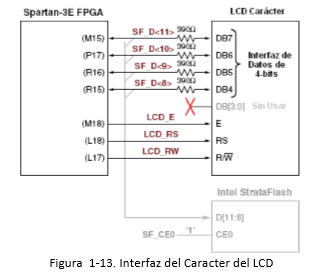 Spartan-3E FPGA
LCD Carácter
(M15) SF_D<11> 390Ω DB7
(P17) SF_D<10> 390Ω DB6
(R16) SF_D<9> 390Ω DB5
(R15) SF_D<8> 390Ω DB4
Interfaz de
Datos de
4-bits
DB[3:0] Sin Usar
(M18) LCD_E E
(L18) LCD_RS RS
(L17) LCD_RW R/W̅
Intel StrataFlash
D[11:8]
SF_CE0 '1' CE0
Figura 1-13. Interfaz del Caracter del LCD